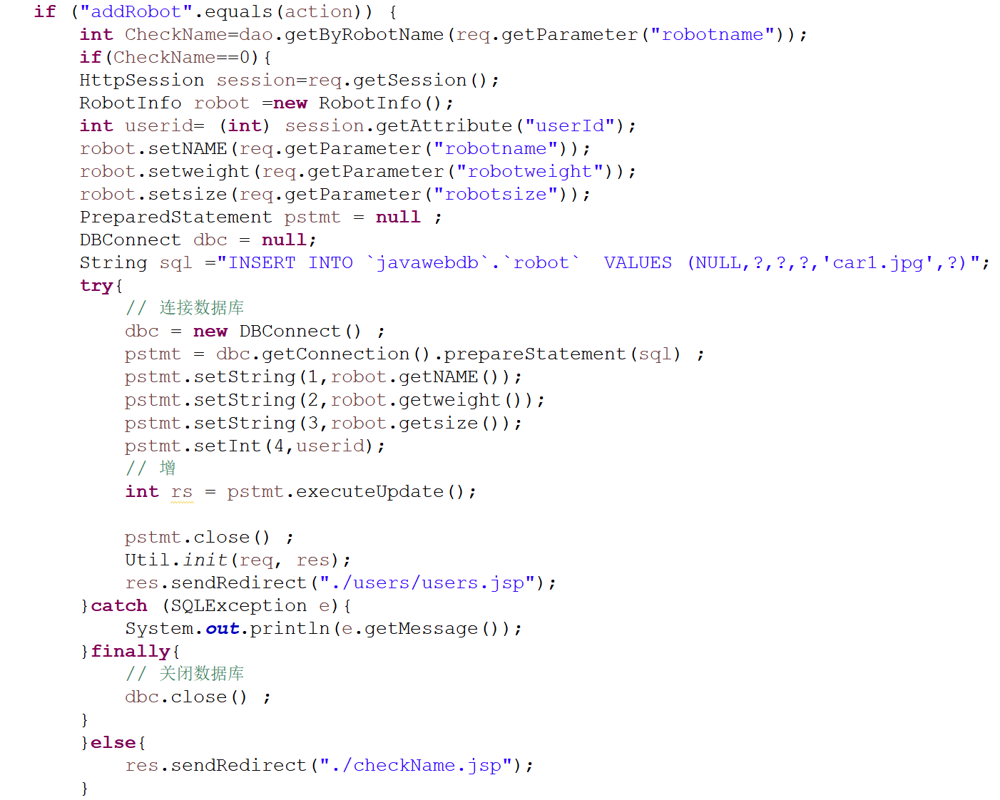 if ("addRobot".equals(action)) {
int CheckName=dao.getByRobotName(req.getParameter("robotname"));
if(CheckName==0){
HttpSession session=req.getSession();
RobotInfo robot =new RobotInfo();
int userid= (int) session.getAttribute("userId");
robot.setNAME(req.getParameter("robotname"));
robot.setweight(req.getParameter("robotweight"));
robot.setsize(req.getParameter("robotsize"));
PreparedStatement pstmt = null ;
DBConnect dbc = null;
String sql ="INSERT INTO `javawebdb`.`robot`  VALUES (NULL,?,?,?,'car1.jpg',?)";
try{
// 连接数据库
dbc = new DBConnect() ;
pstmt = dbc.getConnection().prepareStatement(sql) ;
pstmt.setString(1,robot.getNAME());
pstmt.setString(2,robot.getweight());
pstmt.setString(3,robot.getsize());
pstmt.setInt(4,userid);
// 增
int rs = pstmt.executeUpdate();
pstmt.close() ;
Util.init(req, res);
res.sendRedirect("./users/users.jsp");
}catch (SQLException e){
System.out.println(e.getMessage());
}finally{
// 关闭数据库
dbc.close() ;
}
}else{
res.sendRedirect("./checkName.jsp");
}